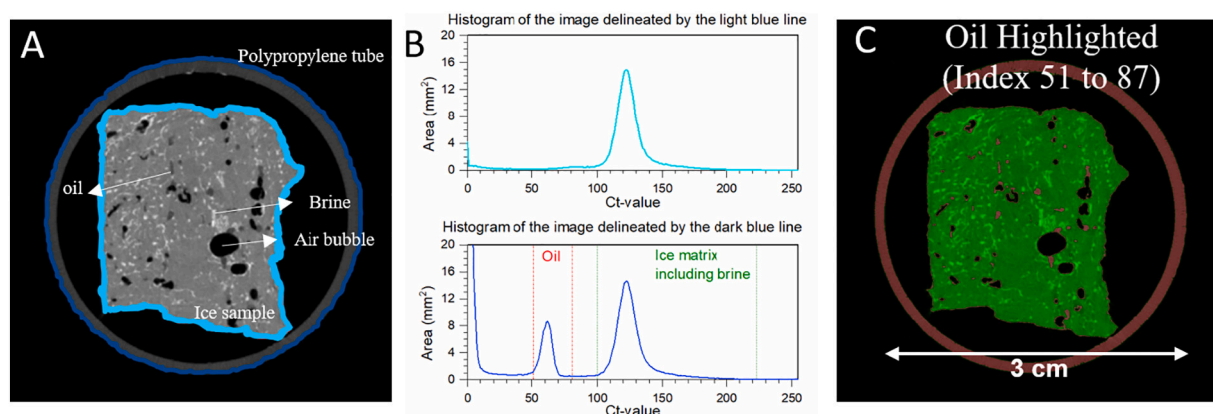 A
Polypropylene tube
oil
Brine
Air bubble
Ice sample
B
Histogram of the image delineated by the light blue line
Area (mm²)
20
16
12
8
4
0
0 50 100 150 200 250
Ct-value
Histogram of the image delineated by the dark blue line
Area (mm²)
20
16
12
8
4
0
Oil
Ice matrix
including brine
0 50 100 150 200 250
Ct-value
C
Oil Highlighted
(Index 51 to 87)
3 cm